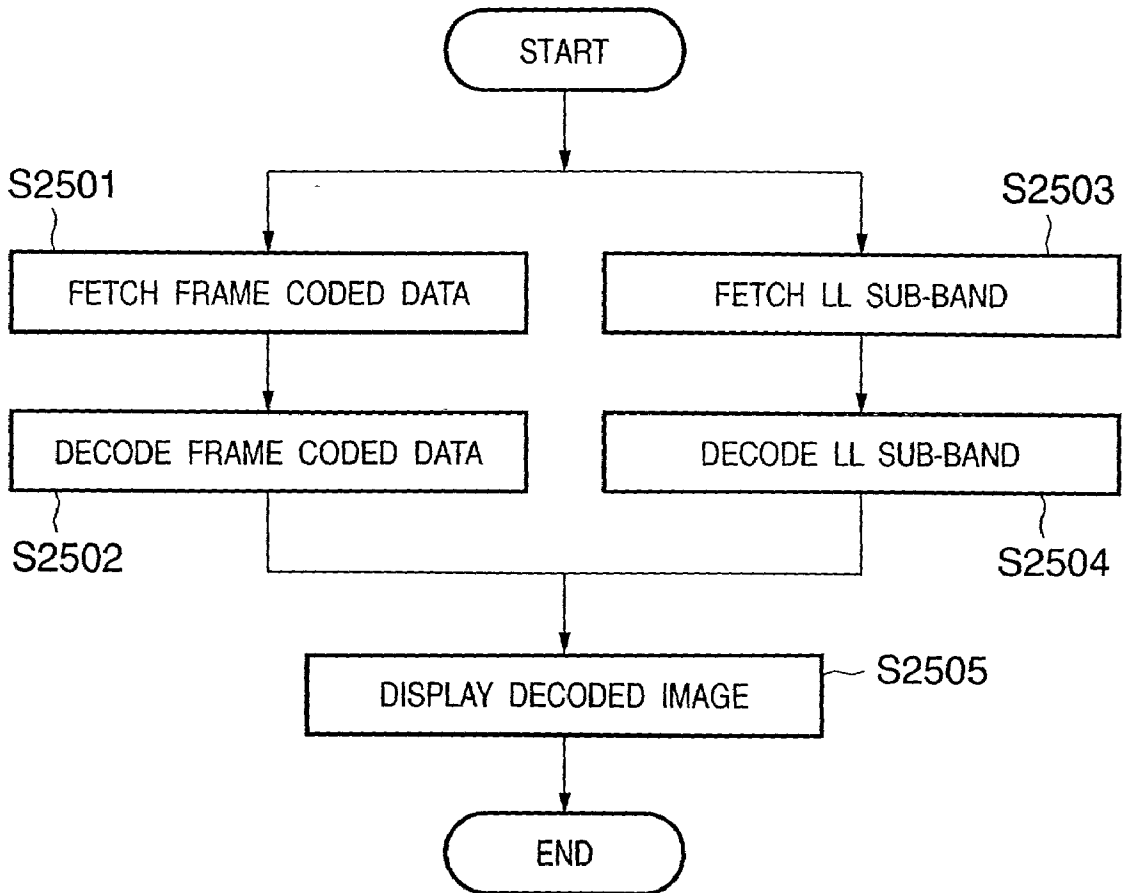 START
S2501
S2503
FETCH FRAME CODED DATA
FETCH LL SUB-BAND
DECODE FRAME CODED DATA
DECODE LL SUB-BAND
S2502
S2504
DISPLAY DECODED IMAGE
S2505
END